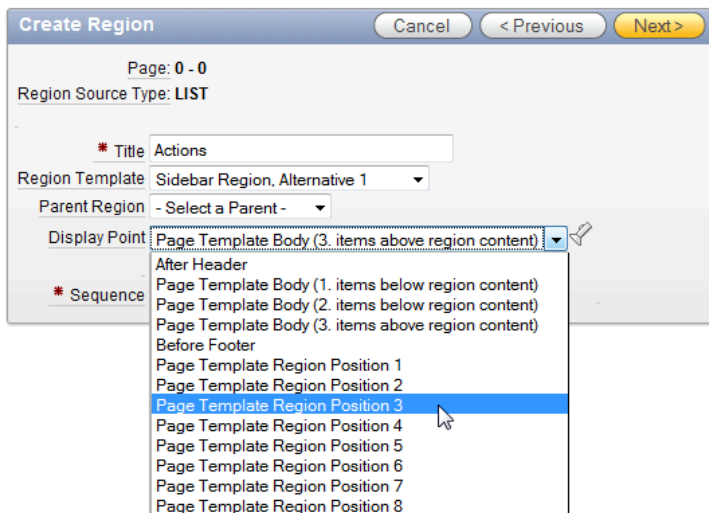 Create Region
Cancel
< Previous
Next >
Page: 0 - 0
Region Source Type: LIST
* Title Actions
Region Template Sidebar Region, Alternative 1
Parent Region - Select a Parent -
Display Point Page Template Body (3. items above region content)
* Sequence
After Header
Page Template Body (1. items below region content)
Page Template Body (2. items below region content)
Page Template Body (3. items above region content)
Before Footer
Page Template Region Position 1
Page Template Region Position 2
Page Template Region Position 3
Page Template Region Position 4
Page Template Region Position 5
Page Template Region Position 6
Page Template Region Position 7
Page Template Region Position 8